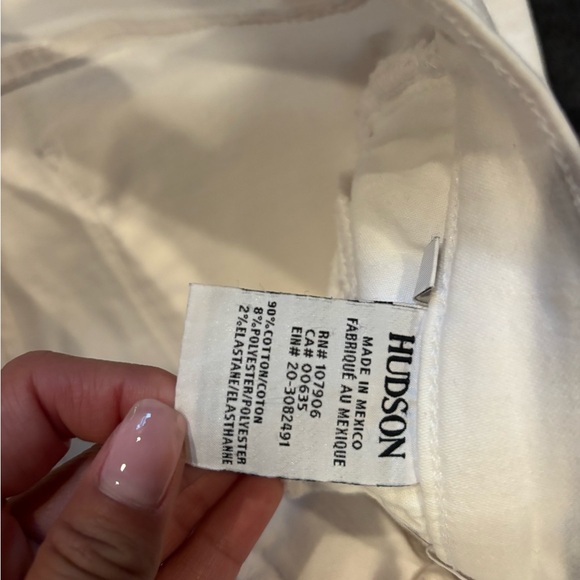 HUDSON
MADE IN MEXICO
FABRIQUÉ AU MEXIQUE
RN# 107906
CA# 00635
EIN# 20-3082491
90%COTTON/COTON
8%POLYESTER/POLYESTER
2%ELASTANE/ELASTHANNE